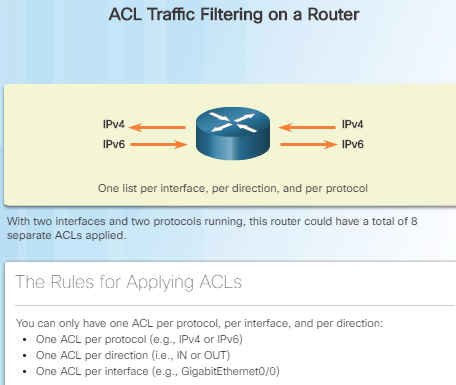 ACL Traffic Filtering on a Router
IPv4 IPv4
IPv6 IPv6
One list per interface, per direction, and per protocol
With two interfaces and two protocols running, this router could have a total of 8
separate ACLs applied.
The Rules for Applying ACLs
You can only have one ACL per protocol, per interface, and per direction:
• One ACL per protocol (e.g., IPv4 or IPv6)
• One ACL per direction (i.e., IN or OUT)
• One ACL per interface (e.g., GigabitEthernet0/0)